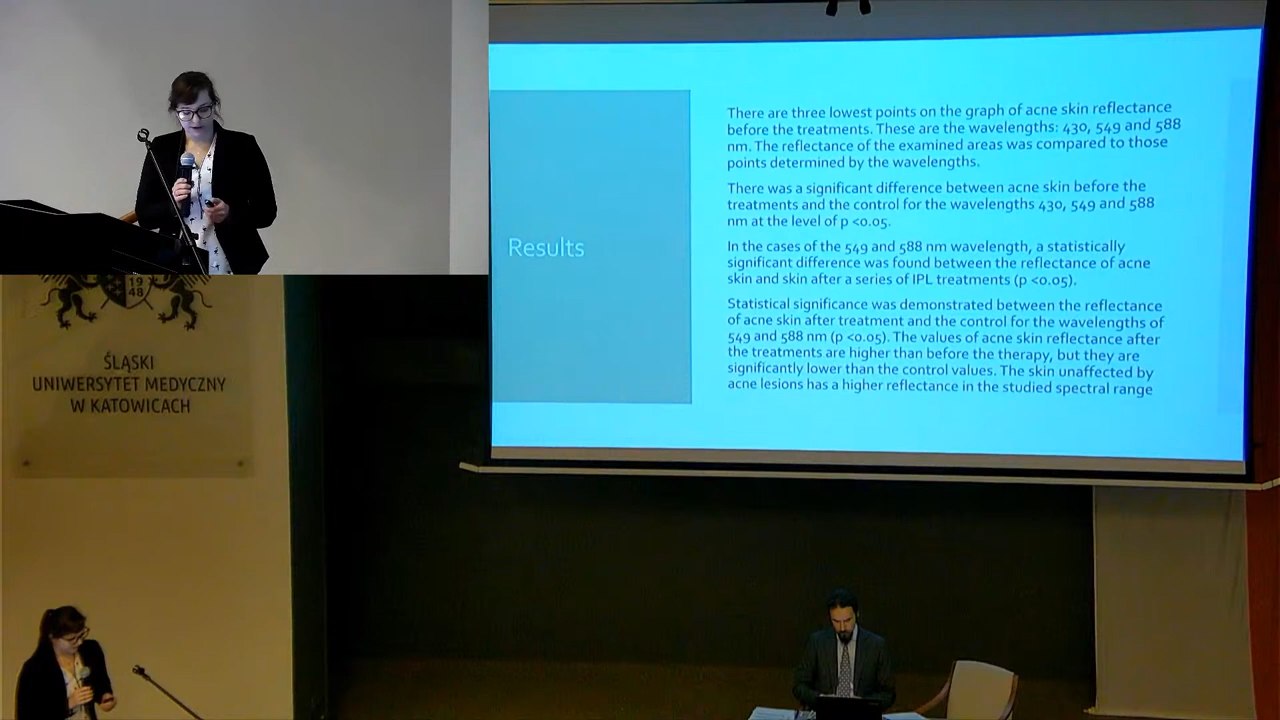 Results
There are three lowest points on the graph of acne skin reflectance
before the treatments. These are the wavelengths: 430, 549 and 588
nm. The reflectance of the examined areas was compared to those
points determined by the wavelengths.
There was a significant difference between acne skin before the
treatments and the control for the wavelengths 430, 549 and 588
nm at the level of p <0.05.
In the cases of the 549 and 588 nm wavelength, a statistically
significant difference was found between the reflectance of acne
skin and skin after a series of IPL treatments (p <0.05).
Statistical significance was demonstrated between the reflectance
of acne skin after treatment and the control for the wavelengths of
549 and 588 nm (p <0.05). The values of acne skin reflectance after
the treatments are higher than before the therapy, but they are
significantly lower than the control values. The skin unaffected by
acne lesions has a higher reflectance in the studied spectral range
19
48
ŚLĄSKI
UNIWERSYTET MEDYCZNY
W KATOWICACH